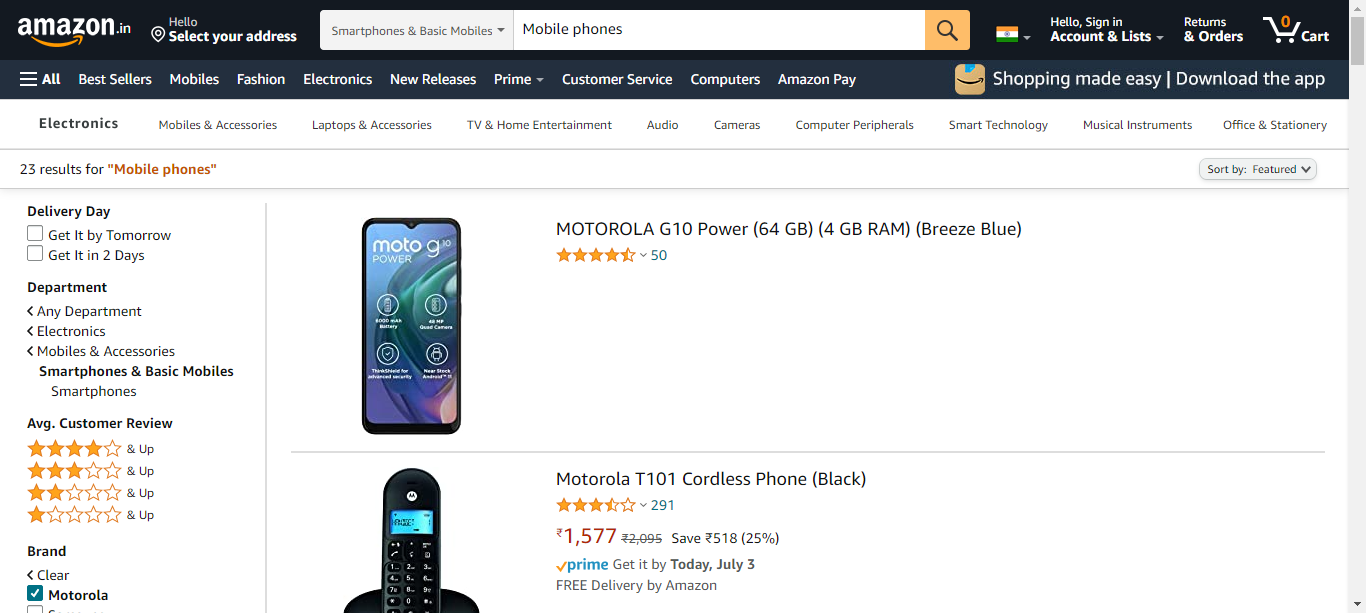 amazon.in
Hello
Select your address
Smartphones & Basic Mobiles
Mobile phones
Hello, Sign in
Account & Lists
Returns
& Orders
0
Cart
All
Best Sellers
Mobiles
Fashion
Electronics
New Releases
Prime
Customer Service
Computers
Amazon Pay
Shopping made easy | Download the app
Electronics
Mobiles & Accessories
Laptops & Accessories
TV & Home Entertainment
Audio
Cameras
Computer Peripherals
Smart Technology
Musical Instruments
Office & Stationery
23 results for "Mobile phones"
Sort by: Featured
Delivery Day
Get It by Tomorrow
Get It in 2 Days
Department
Any Department
Electronics
Mobiles & Accessories
Smartphones & Basic Mobiles
Smartphones
Avg. Customer Review
& Up
& Up
& Up
& Up
Brand
Clear
Motorola
moto g10
POWER
6000 mAh
Battery
48 MP
Quad Camera
ThinkShield for
advanced security
Near Stock
Android™ 11
MOTOROLA G10 Power (64 GB) (4 GB RAM) (Breeze Blue)
50
Motorola T101 Cordless Phone (Black)
291
₹1,577 ₹2,095 Save ₹518 (25%)
prime Get it by Today, July 3
FREE Delivery by Amazon